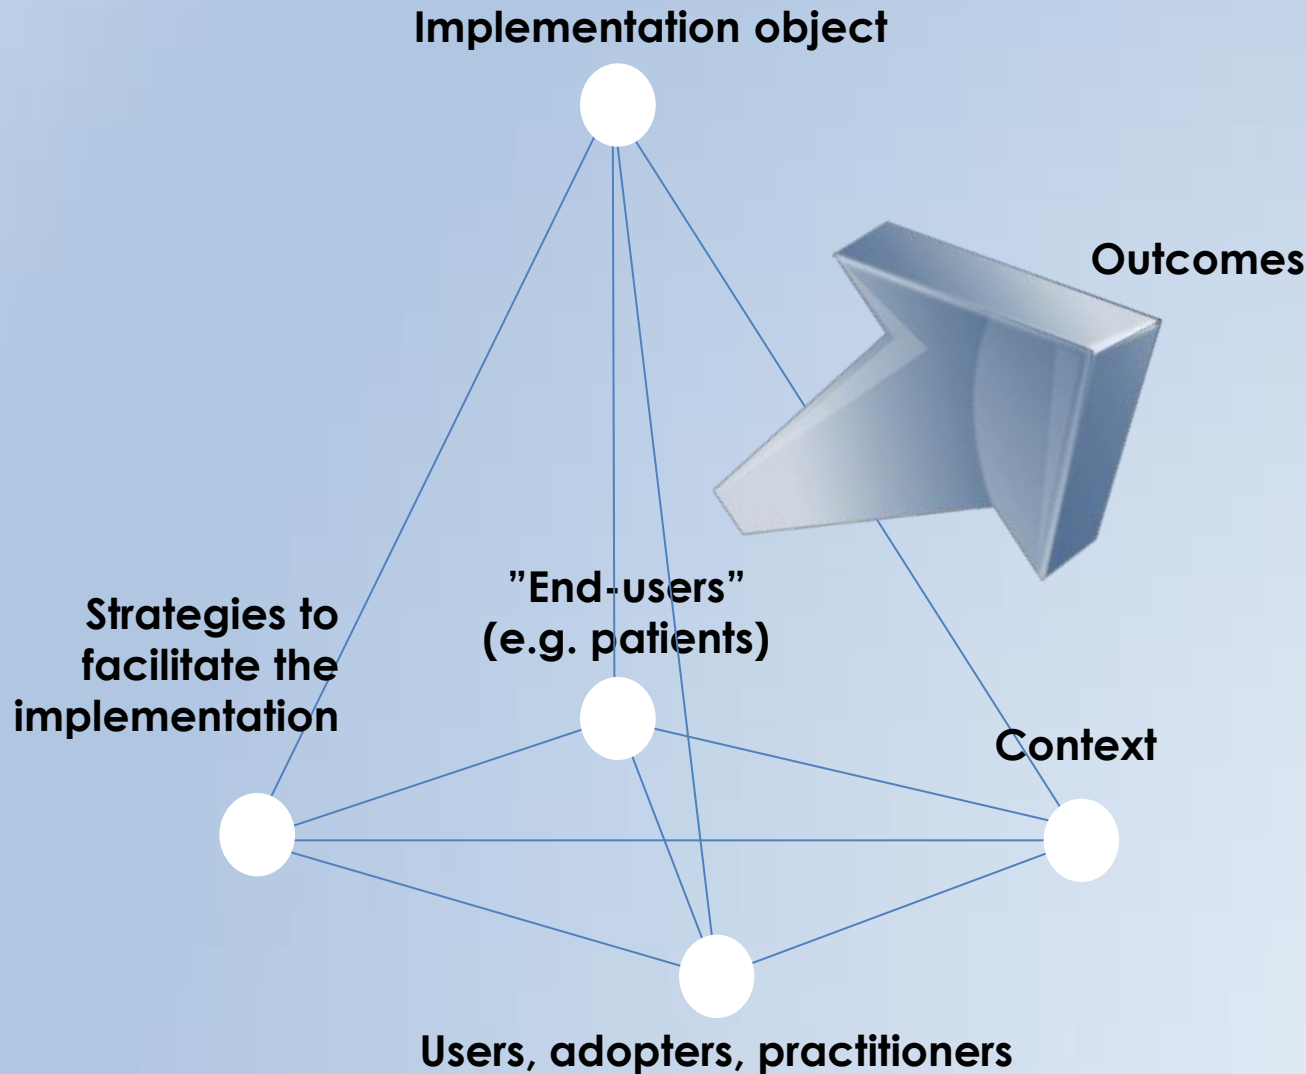 Implementation object
Outcomes
”End-users”
(e.g. patients)
Strategies to
facilitate the
implementation
Context
Users, adopters, practitioners